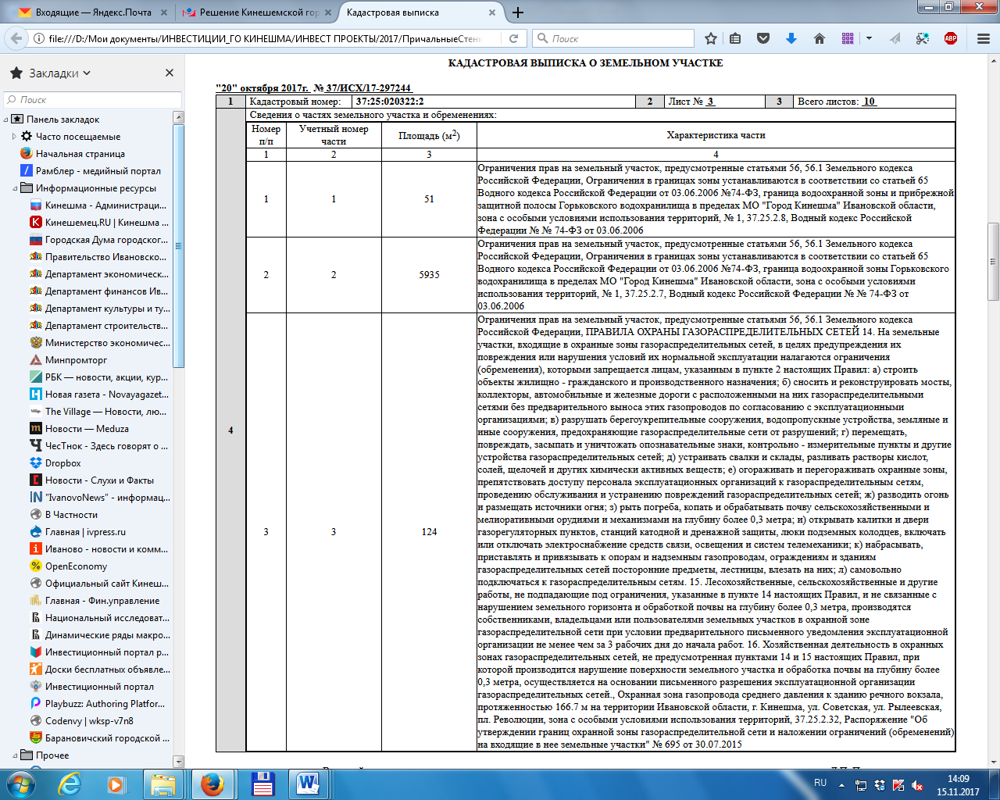 Входящие — Яндекс.Почта
Решение Кинешемской гор
Кадастровая выписка
file:///D:/Мои документы/ИНВЕСТИЦИИ_ГО КИНЕШМА/ИНВЕСТ ПРОЕКТЫ/2017/ПричальныеСтенк
Поиск
ABP
Закладки
Поиск
Панель закладок
Часто посещаемые
Начальная страница
Рамблер - медийный портал
Информационные ресурсы
Кинешма - Администраци...
Кинешемец.RU | Кинешма ...
Городская Дума городског...
Правительство Ивановско...
Департамент экономическ...
Департамент финансов Ив...
Департамент культуры и ту...
Департамент строительств...
Министерство экономичес...
Минпромторг
РБК — новости, акции, кур...
Новая газета - Novayagazet...
The Village — Новости, лю...
Новости — Meduza
ЧесТнок - Здесь говорят о ...
Dropbox
Новости - Слухи и Факты
"IvanovoNews" - информац...
В Частности
Главная | ivpress.ru
Иваново - новости и комм...
OpenEconomy
Официальный сайт Кинеш...
Главная - Фин.управление
Национальный исследоват...
Динамические ряды макро...
Инвестиционный портал р...
Доски бесплатных объявле...
Инвестиционный портал
Playbuzz: Authoring Platfor...
Codenvy | wksp-v7n8
Барановичский городской ...
Прочее
КАДАСТРОВАЯ ВЫПИСКА О ЗЕМЕЛЬНОМ УЧАСТКЕ
"20" октября 2017г. № 37/ИСХ/17-297244
1 Кадастровый номер: 37:25:020322:2 2 Лист № 3 3 Всего листов: 10
Сведения о частях земельного участка и обременениях:
Номер п/п Учетный номер части Площадь (м2) Характеристика части
1 2 3 4
1 1 51
Ограничения прав на земельный участок, предусмотренные статьями 56, 56.1 Земельного кодекса
Российской Федерации, Ограничения в границах зоны устанавливаются в соответствии со статьей 65
Водного кодекса Российской Федерации от 03.06.2006 №74-ФЗ, граница водоохранной зоны и прибрежной
защитной полосы Горьковского водохранилища в пределах МО "Город Кинешма" Ивановской области,
зона с особыми условиями использования территорий, № 1, 37.25.2.8, Водный кодекс Российской
Федерации № № 74-ФЗ от 03.06.2006
2 2 5935
Ограничения прав на земельный участок, предусмотренные статьями 56, 56.1 Земельного кодекса
Российской Федерации, Ограничения в границах зоны устанавливаются в соответствии со статьей 65
Водного кодекса Российской Федерации от 03.06.2006 №74-ФЗ, граница водоохранной зоны Горьковского
водохранилища в пределах МО "Город Кинешма" Ивановской области, зона с особыми условиями
использования территорий, № 1, 37.25.2.7, Водный кодекс Российской Федерации № № 74-ФЗ от
03.06.2006
4
3 3 124
Ограничения прав на земельный участок, предусмотренные статьями 56, 56.1 Земельного кодекса
Российской Федерации, ПРАВИЛА ОХРАНЫ ГАЗОРАСПРЕДЕЛИТЕЛЬНЫХ СЕТЕЙ 14. На земельные
участки, входящие в охранные зоны газораспределительных сетей, в целях предупреждения их
повреждения или нарушения условий их нормальной эксплуатации налагаются ограничения
(обременения), которыми запрещается лицам, указанным в пункте 2 настоящих Правил: а) строить
объекты жилищно - гражданского и производственного назначения; б) сносить и реконструировать мосты,
коллекторы, автомобильные и железные дороги с расположенными на них газораспределительными
сетями без предварительного выноса этих газопроводов по согласованию с эксплуатационными
организациями; в) разрушать берегоукрепительные сооружения, водопропускные устройства, земляные и
иные сооружения, предохраняющие газораспределительные сети от разрушений; г) перемещать,
повреждать, засыпать и уничтожать опознавательные знаки, контрольно - измерительные пункты и другие
устройства газораспределительных сетей; д) устраивать свалки и склады, разливать растворы кислот,
солей, щелочей и других химически активных веществ; е) огораживать и перегораживать охранные зоны,
препятствовать доступу персонала эксплуатационных организаций к газораспределительным сетям,
проведению обслуживания и устранению повреждений газораспределительных сетей; ж) разводить огонь
и размещать источники огня; з) рыть погреба, копать и обрабатывать почву сельскохозяйственными и
мелиоративными орудиями и механизмами на глубину более 0,3 метра; и) открывать калитки и двери
газорегуляторных пунктов, станций катодной и дренажной защиты, люки подземных колодцев, включать
или отключать электроснабжение средств связи, освещения и систем телемеханики; к) набрасывать,
приставлять и привязывать к опорам и надземным газопроводам, ограждениям и зданиям
газораспределительных сетей посторонние предметы, лестницы, влезать на них; л) самовольно
подключаться к газораспределительным сетям. 15. Лесохозяйственные, сельскохозяйственные и другие
работы, не подпадающие под ограничения, указанные в пункте 14 настоящих Правил, и не связанные с
нарушением земельного горизонта и обработкой почвы на глубину более 0,3 метра, производятся
собственниками, владельцами или пользователями земельных участков в охранной зоне
газораспределительной сети при условии предварительного письменного уведомления эксплуатационной
организации не менее чем за 3 рабочих дня до начала работ. 16. Хозяйственная деятельность в охранных
зонах газораспределительных сетей, не предусмотренная пунктами 14 и 15 настоящих Правил, при
которой производится нарушение поверхности земельного участка и обработка почвы на глубину более
0,3 метра, осуществляется на основании письменного разрешения эксплуатационной организации
газораспределительных сетей., Охранная зона газопровода среднего давления к зданию речного вокзала,
протяженностью 166.7 м на территории Ивановской области, г. Кинешма, ул. Советская, ул. Рылеевская,
пл. Революции, зона с особыми условиями использования территорий, 37.25.2.32, Распоряжение "Об
утверждении границ охранной зоны газораспределительной сети и наложении ограничений (обременений)
на входящие в нее земельные участки" № 695 от 30.07.2015
RU
14:09
15.11.2017